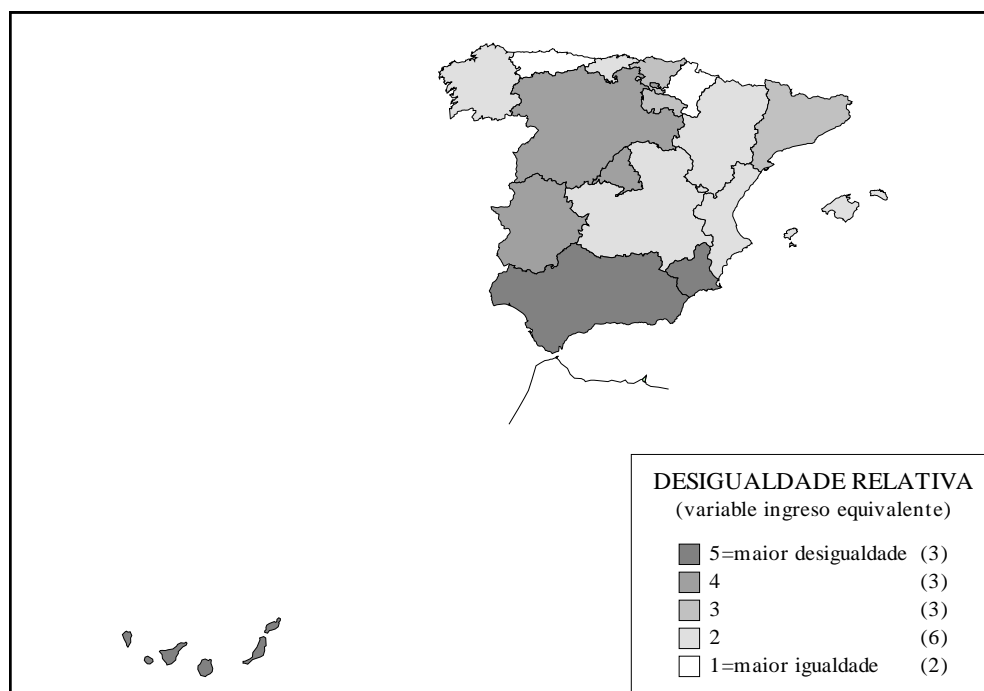 DESIGUALDADE RELATIVA
(variable ingreso equivalente)
5=maior desigualdade (3)
4 (3)
3 (3)
2 (6)
1=maior igualdade (2)